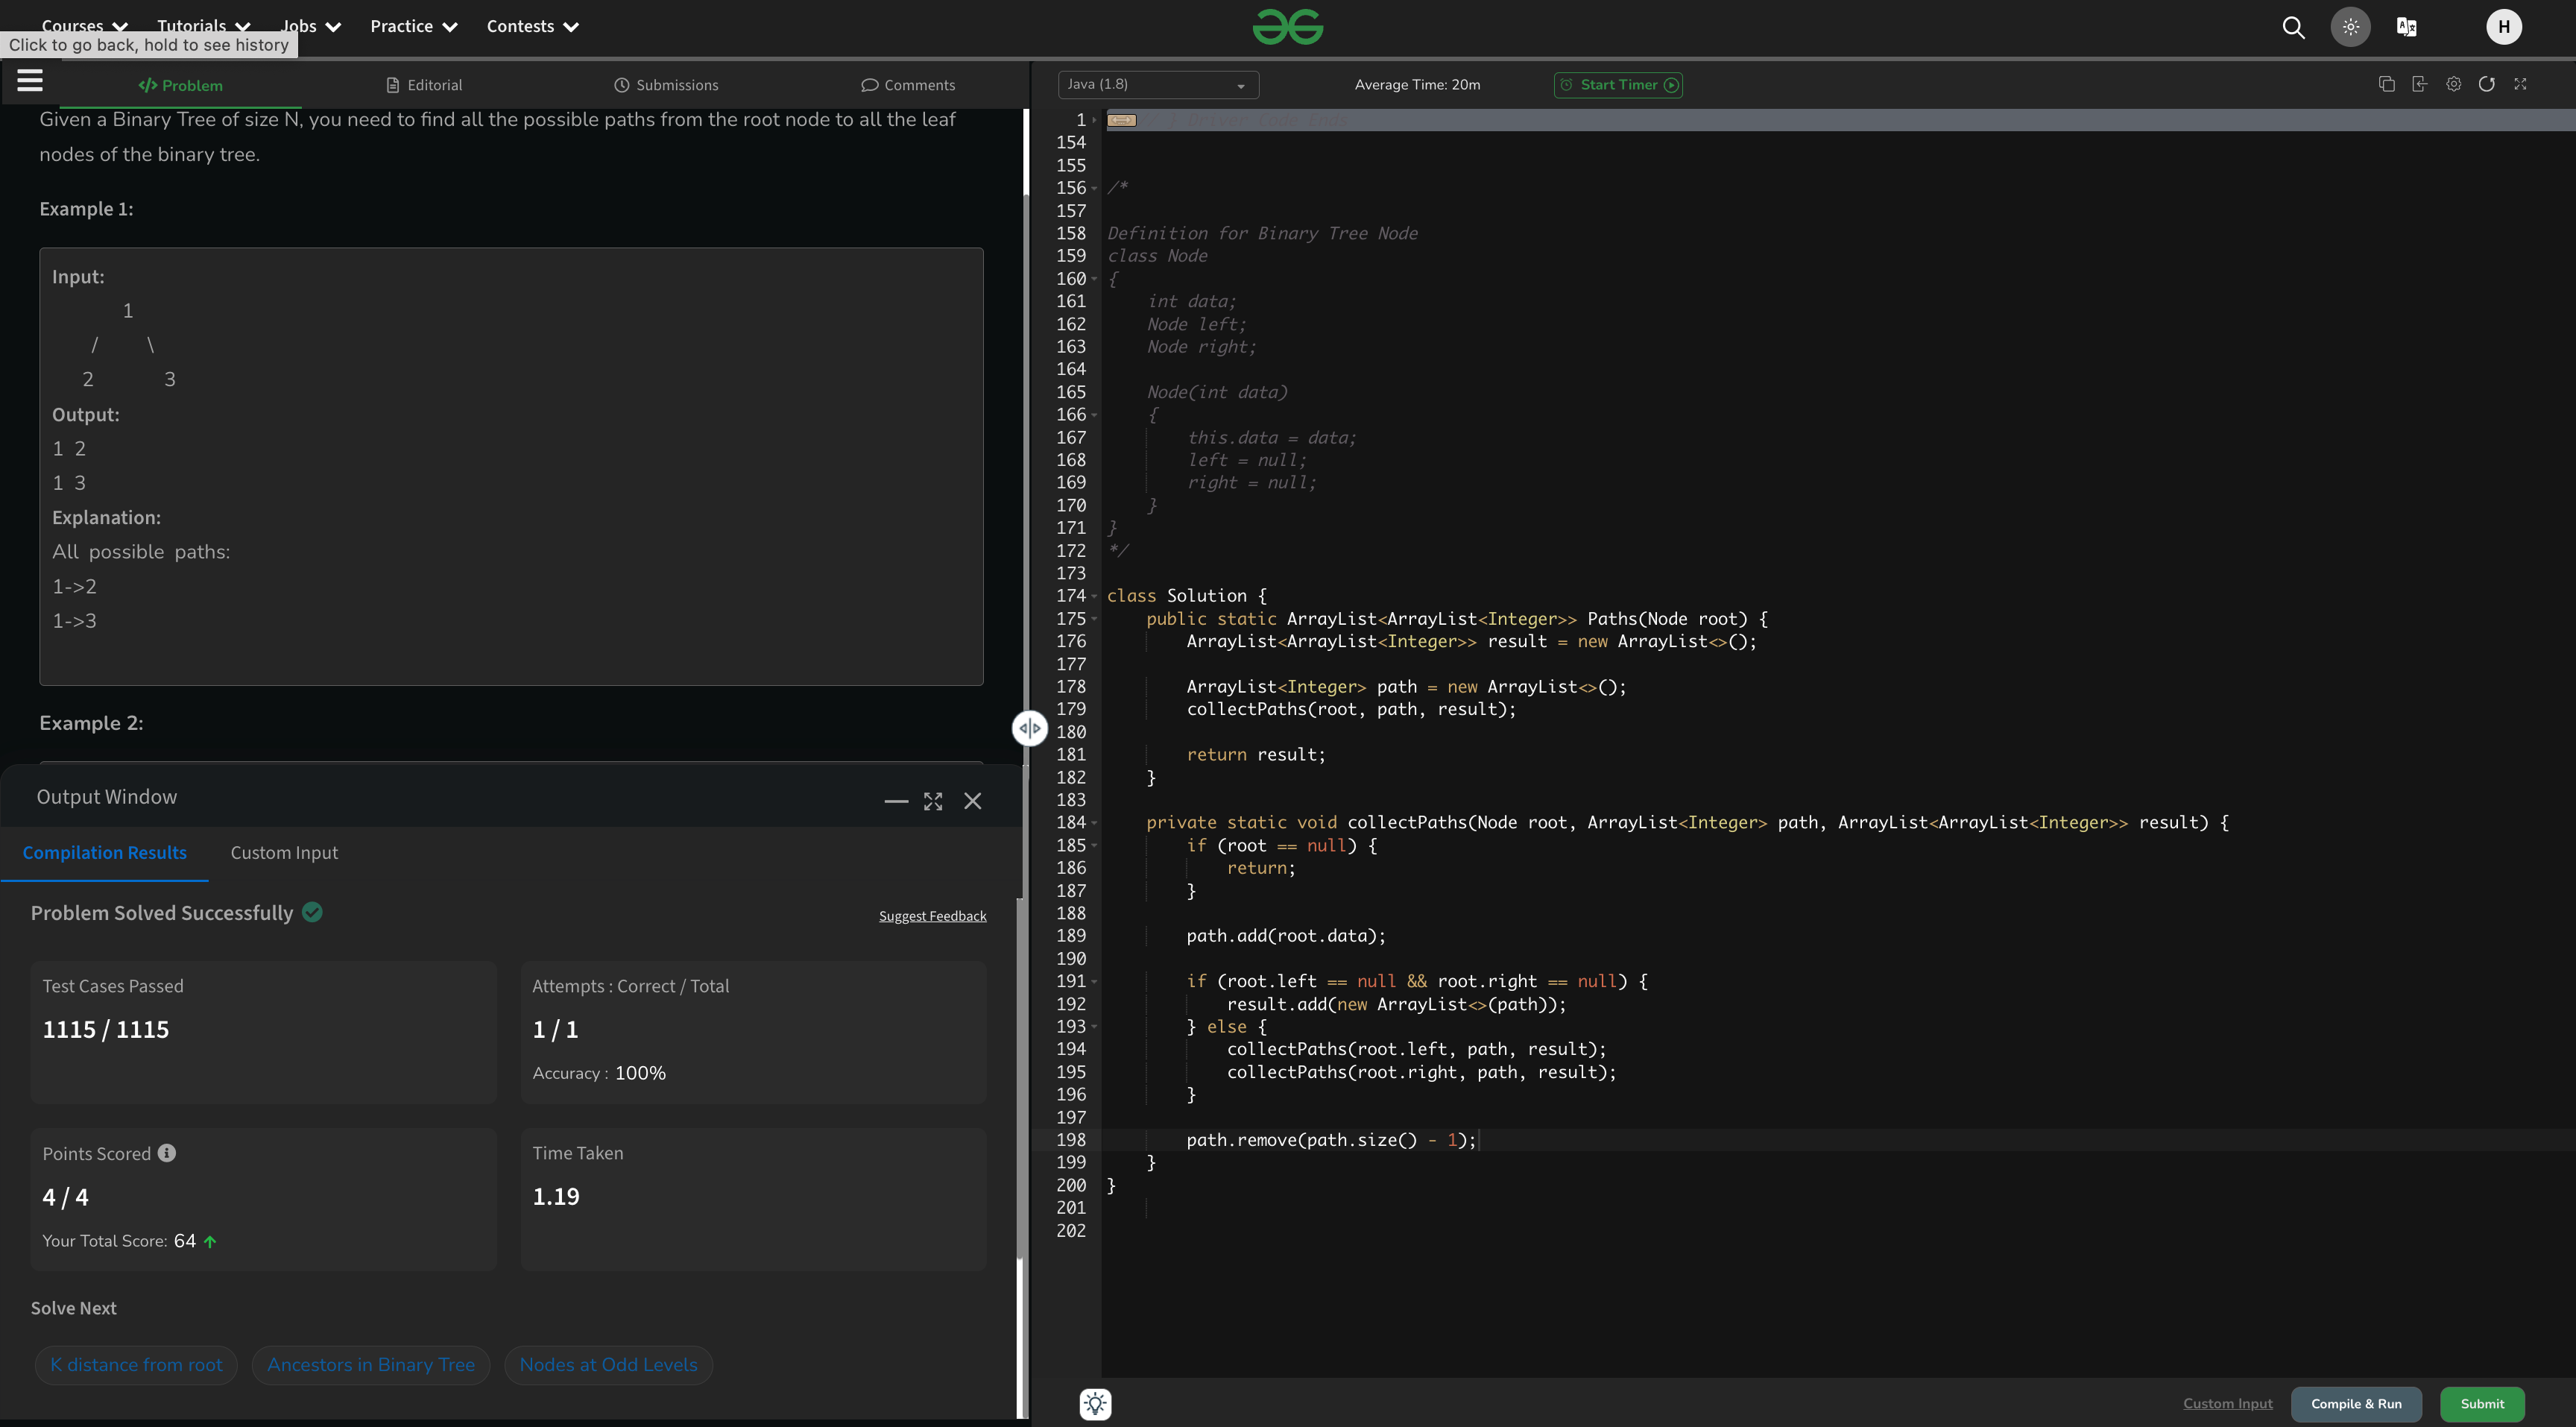 Courses Tutorials Jobs Practice Contests
Click to go back, hold to see history
H
Problem Editorial Submissions Comments
Given a Binary Tree of size N, you need to find all the possible paths from the root node to all the leaf
nodes of the binary tree.
Example 1:
Input:
1
/ \
2 3
Output:
1 2
1 3
Explanation:
All possible paths:
1->2
1->3
Example 2:
Output Window
Compilation Results Custom Input
Problem Solved Successfully
Suggest Feedback
Test Cases Passed
1115 / 1115
Attempts : Correct / Total
1 / 1
Accuracy : 100%
Points Scored
4 / 4
Your Total Score: 64
Time Taken
1.19
Solve Next
K distance from root Ancestors in Binary Tree Nodes at Odd Levels
Java (1.8) Average Time: 20m Start Timer
1 // } Driver Code Ends
154
155
156 /*
157
158 Definition for Binary Tree Node
159 class Node
160 {
161 int data;
162 Node left;
163 Node right;
164
165 Node(int data)
166 {
167 this.data = data;
168 left = null;
169 right = null;
170 }
171 }
172 */
173
174 class Solution {
175 public static ArrayList<ArrayList<Integer>> Paths(Node root) {
176 ArrayList<ArrayList<Integer>> result = new ArrayList<>();
177
178 ArrayList<Integer> path = new ArrayList<>();
179 collectPaths(root, path, result);
180
181 return result;
182 }
183
184 private static void collectPaths(Node root, ArrayList<Integer> path, ArrayList<ArrayList<Integer>> result) {
185 if (root == null) {
186 return;
187 }
188
189 path.add(root.data);
190
191 if (root.left == null && root.right == null) {
192 result.add(new ArrayList<>(path));
193 } else {
194 collectPaths(root.left, path, result);
195 collectPaths(root.right, path, result);
196 }
197
198 path.remove(path.size() - 1);
199 }
200 }
201
202
Custom Input Compile & Run Submit